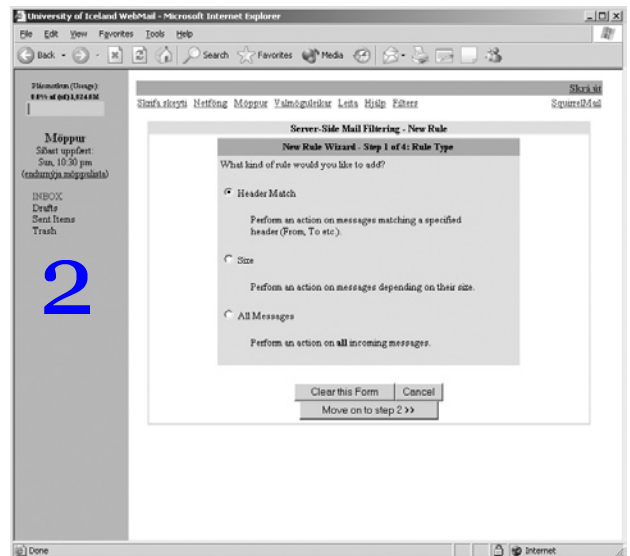 University of Iceland WebMail - Microsoft Internet Explorer
File Edit View Favorites Tools Help
Back Search Favorites Media
Skrá út
Skrifa skeyti Netföng Möppur Valmöguleikar Leita Hjálp Filters SquirrelMail
Möppur
Síðast uppfært:
Sun, 10:30 pm
(endurnýja möppulista)
INBOX
Drafts
Sent Items
Trash
2
Server-Side Mail Filtering - New Rule
New Rule Wizard - Step 1 of 4: Rule Type
What kind of rule would you like to add?
Header Match
Perform an action on messages matching a specified
header (From, To etc.).
Size
Perform an action on messages depending on their size.
All Messages
Perform an action on all incoming messages.
Clear this Form Cancel
Move on to step 2 >>
Done Internet